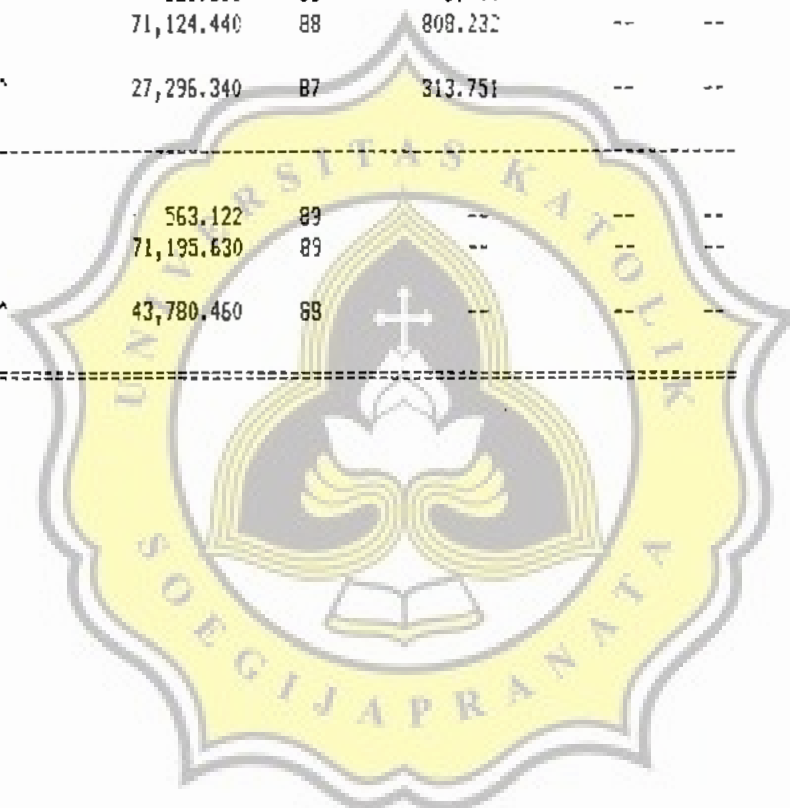 71,124.440 88 808.232 -- --
^ 27,296.340 87 313.751 -- --
563.122 89 -- -- --
71,195.630 89 -- -- --
^ 43,780.460 88 -- -- --
UNIVERSITAS KATOLIK
SOEGIJAPRANATA